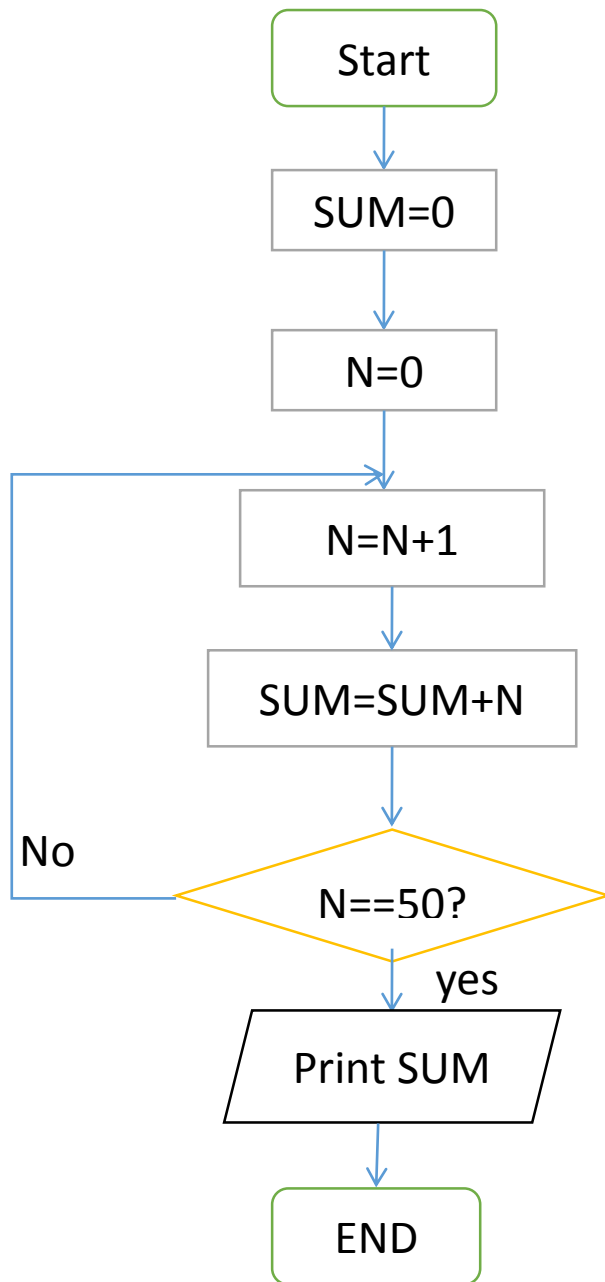 Start
SUM=0
N=0
N=N+1
SUM=SUM+N
No
N==50?
yes
Print SUM
END